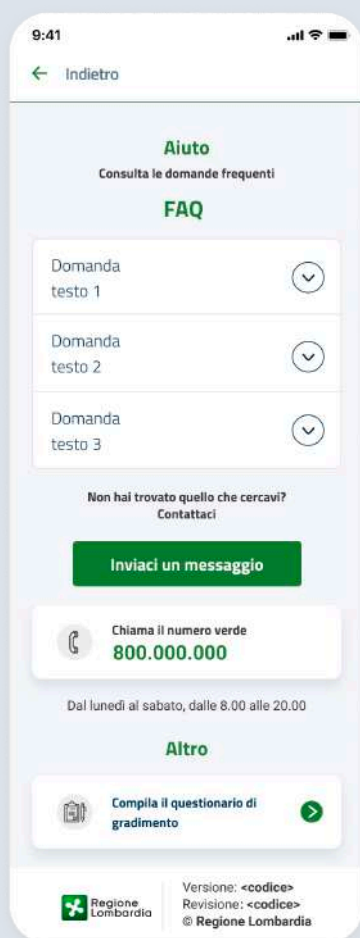 9:41
Indietro
Aiuto
Consulta le domande frequenti
FAQ
Domanda
testo 1
Domanda
testo 2
Domanda
testo 3
Non hai trovato quello che cercavi?
Contattaci
Inviaci un messaggio
Chiama il numero verde
800.000.000
Dal lunedì al sabato, dalle 8.00 alle 20.00
Altro
Compila il questionario di
gradimento
Regione
Lombardia
Versione: <codice>
Revisione: <codice>
© Regione Lombardia